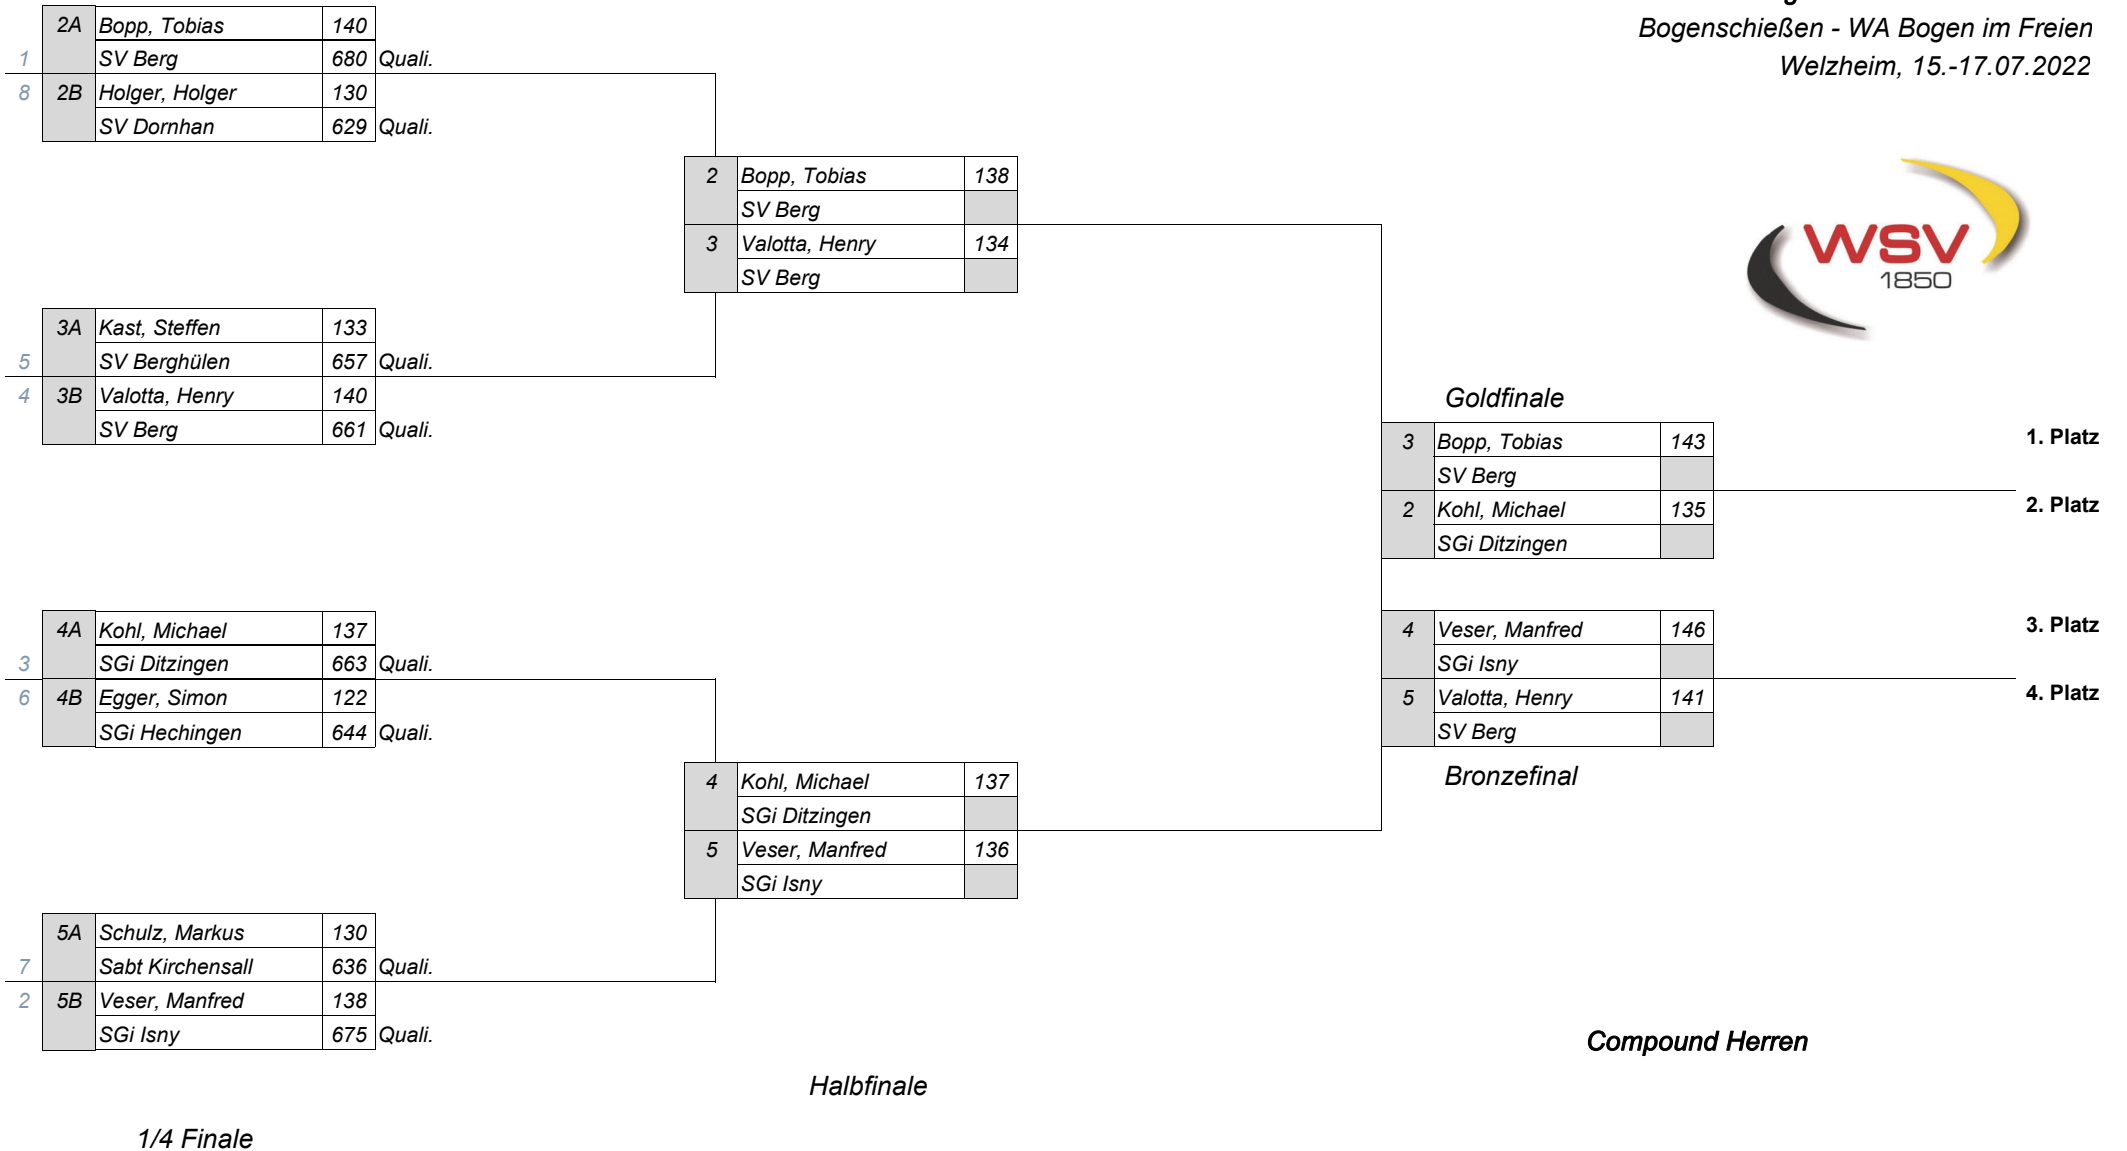 Bogenschießen - WA Bogen im Freien
Welzheim, 15.-17.07.2022
WSV
1850
2A Bopp, Tobias 140
1 SV Berg 680 Quali.
8 2B Holger, Holger 130
SV Dornhan 629 Quali.
2 Bopp, Tobias 138
SV Berg
3 Valotta, Henry 134
SV Berg
3A Kast, Steffen 133
5 SV Berghülen 657 Quali.
4 3B Valotta, Henry 140
SV Berg 661 Quali.
Goldfinale
3 Bopp, Tobias 143 1. Platz
SV Berg
2 Kohl, Michael 135 2. Platz
SGi Ditzingen
4A Kohl, Michael 137
3 SGi Ditzingen 663 Quali.
6 4B Egger, Simon 122
SGi Hechingen 644 Quali.
4 Veser, Manfred 146 3. Platz
SGi Isny
5 Valotta, Henry 141 4. Platz
SV Berg
Bronzefinal
4 Kohl, Michael 137
SGi Ditzingen
5 Veser, Manfred 136
SGi Isny
5A Schulz, Markus 130
7 Sabt Kirchensall 636 Quali.
2 5B Veser, Manfred 138
SGi Isny 675 Quali.
Compound Herren
Halbfinale
1/4 Finale